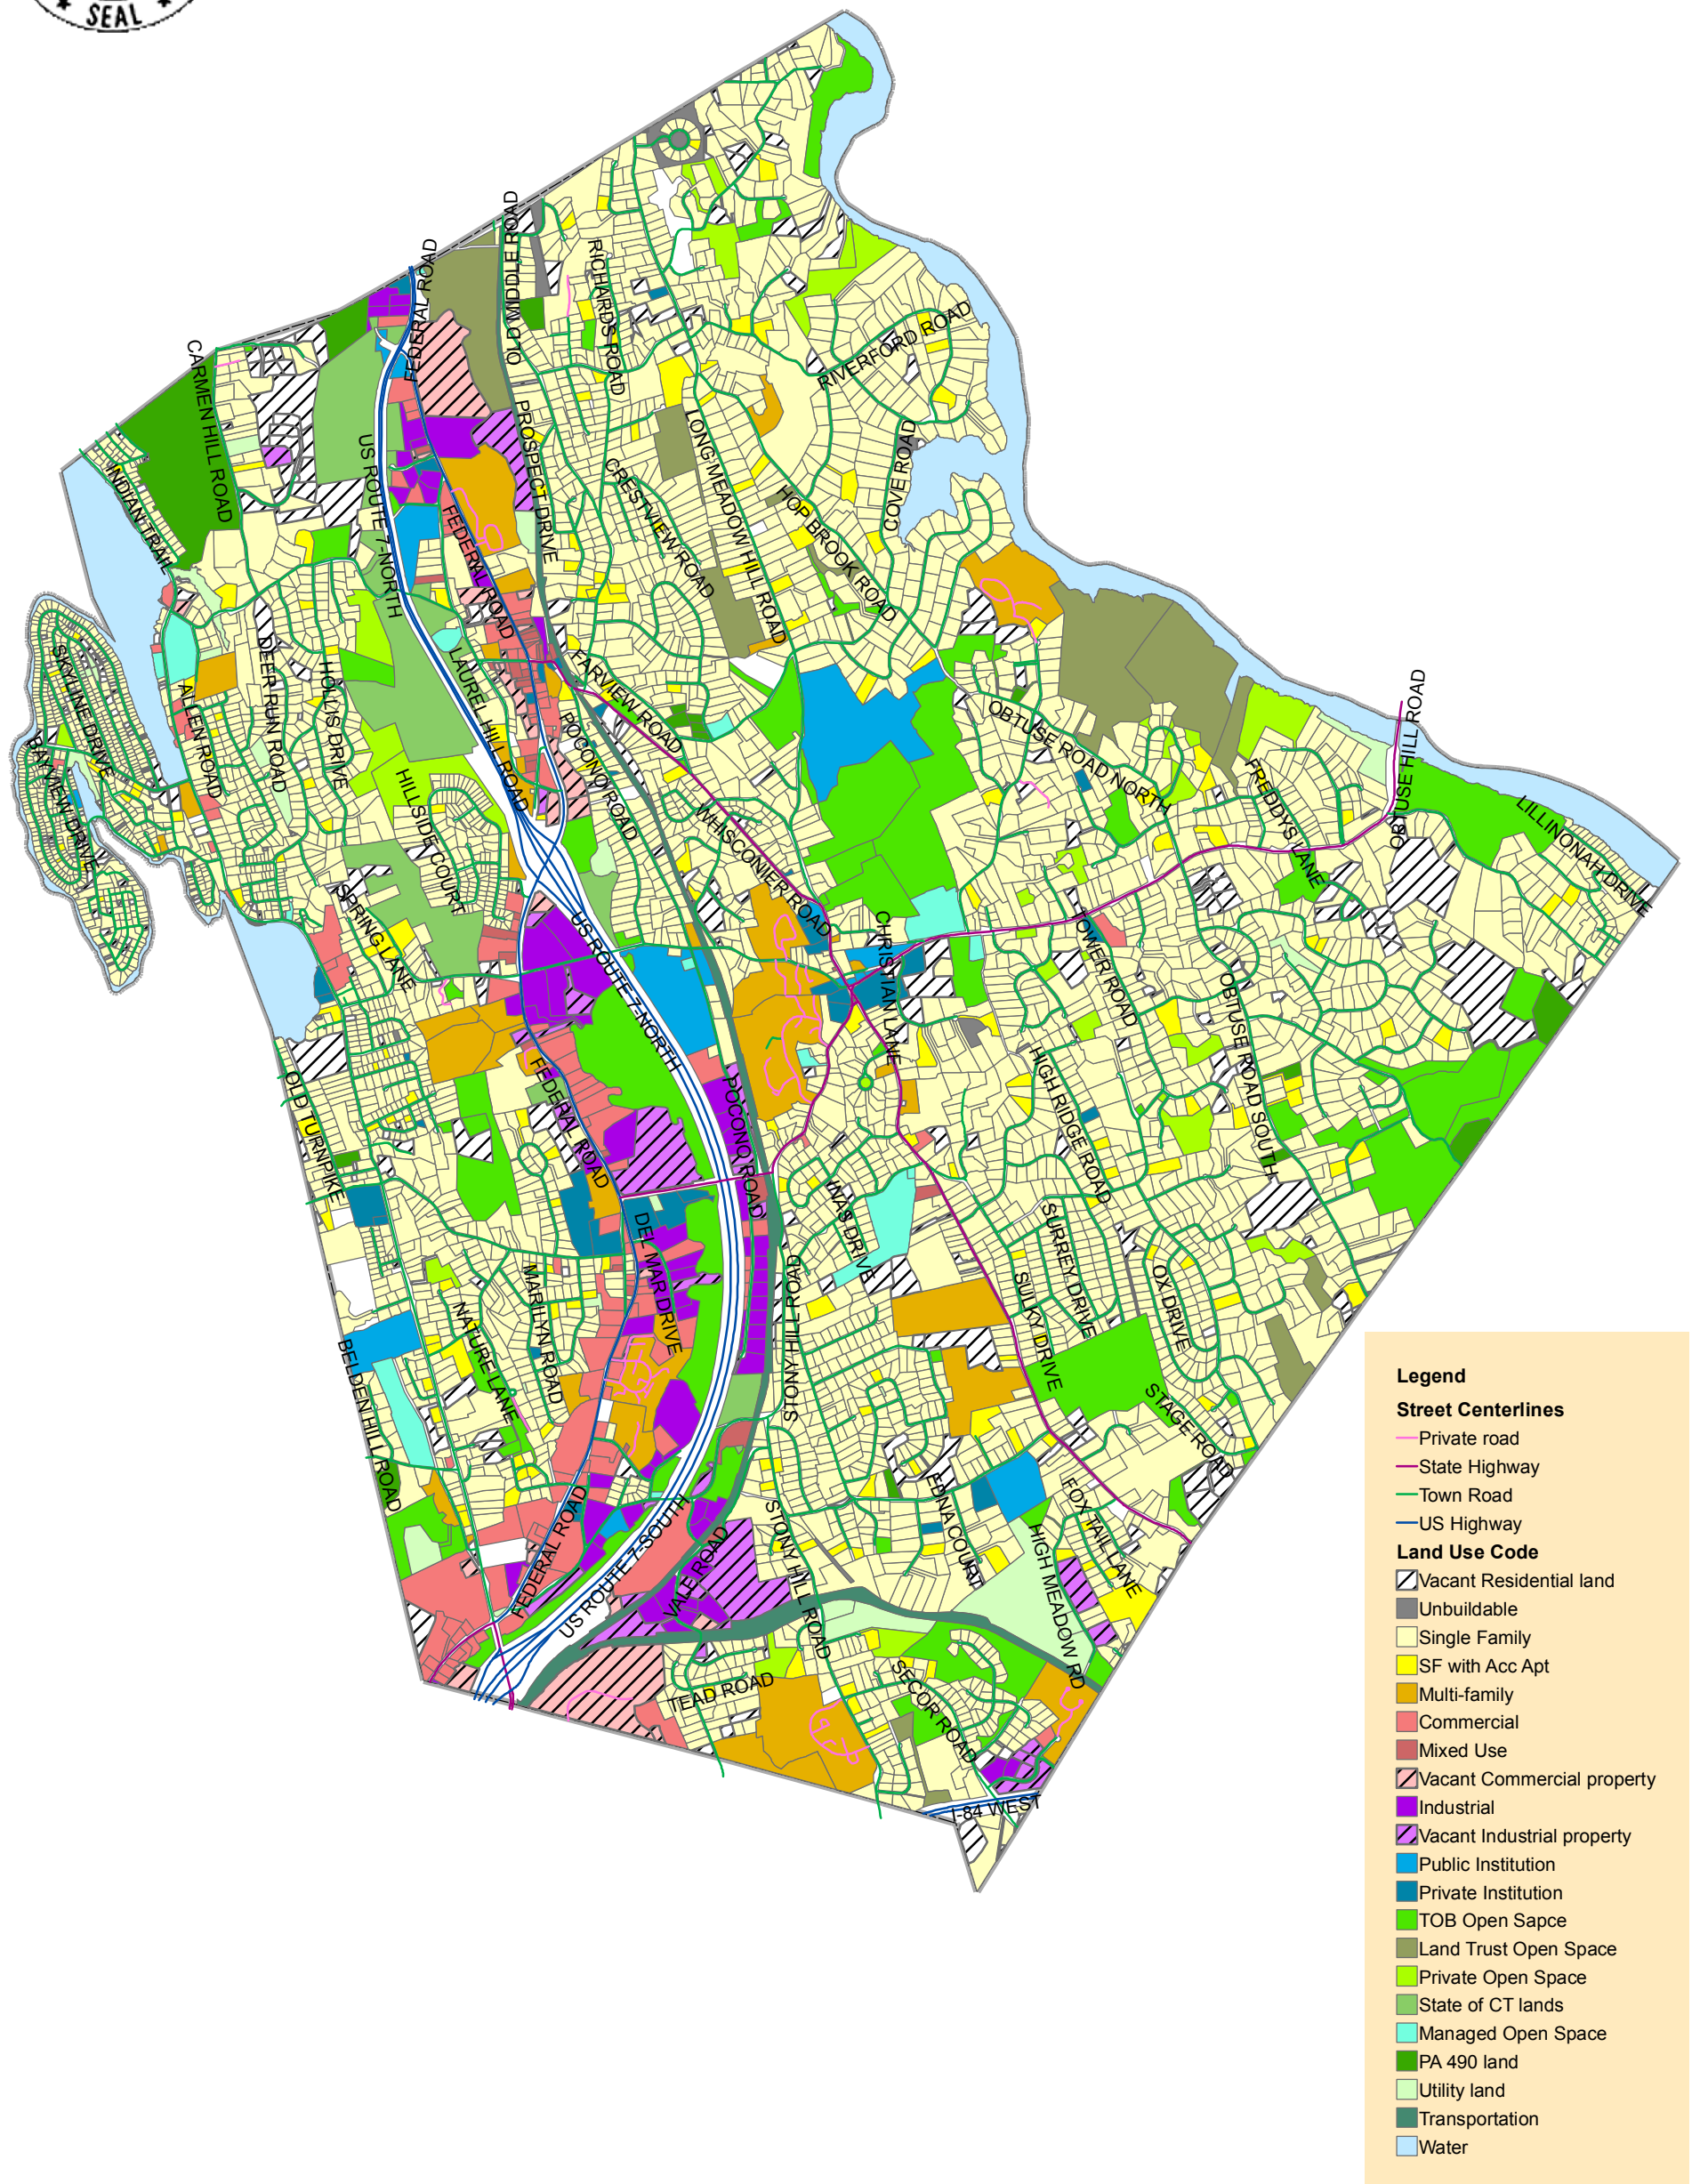 SEAL
OLD MIDDLE ROAD
FEDERAL ROAD
RICHARDS ROAD
CARMEN HILL ROAD
RIVERFORD ROAD
US ROUTE 7-NORTH
PROSPECT DRIVE
LONG MEADOW HILL ROAD
COVE ROAD
INDIAN TRAIL
CRESTVIEW ROAD
HOP BROOK ROAD
FEDERAL ROAD
SKYLINE DRIVE
DEER RUN ROAD
HOLLIS DRIVE
LAUREL HILL ROAD
FARVIEW ROAD
ALLEN ROAD
POCONO ROAD
OBTUSE ROAD NORTH
OBTUSE HILL ROAD
BAYVIEW DRIVE
HILLSIDE COURT
FREDDYS LANE
LILLINONAH DRIVE
WHISCONIER ROAD
SPRING LANE
US ROUTE 7-NORTH
CHRISTIAN LANE
TOWER ROAD
OBTUSE ROAD SOUTH
OLD TURNPIKE
FEDERAL ROAD
POCONO ROAD
HIGH RIDGE ROAD
INAS DRIVE
SURREY DRIVE
DEL MAR DRIVE
MARILYN ROAD
STONY HILL ROAD
SULKY DRIVE
OX DRIVE
NATURE LANE
BELDEN HILL ROAD
STAGE ROAD
EDNA COURT
FOX TAIL LANE
FEDERAL ROAD
US ROUTE 7-SOUTH
VALE ROAD
STONY HILL ROAD
HIGH MEADOW RD
TEAD ROAD
SECOR ROAD
I-84 WEST
Legend
Street Centerlines
Private road
State Highway
Town Road
US Highway
Land Use Code
Vacant Residential land
Unbuildable
Single Family
SF with Acc Apt
Multi-family
Commercial
Mixed Use
Vacant Commercial property
Industrial
Vacant Industrial property
Public Institution
Private Institution
TOB Open Sapce
Land Trust Open Space
Private Open Space
State of CT lands
Managed Open Space
PA 490 land
Utility land
Transportation
Water